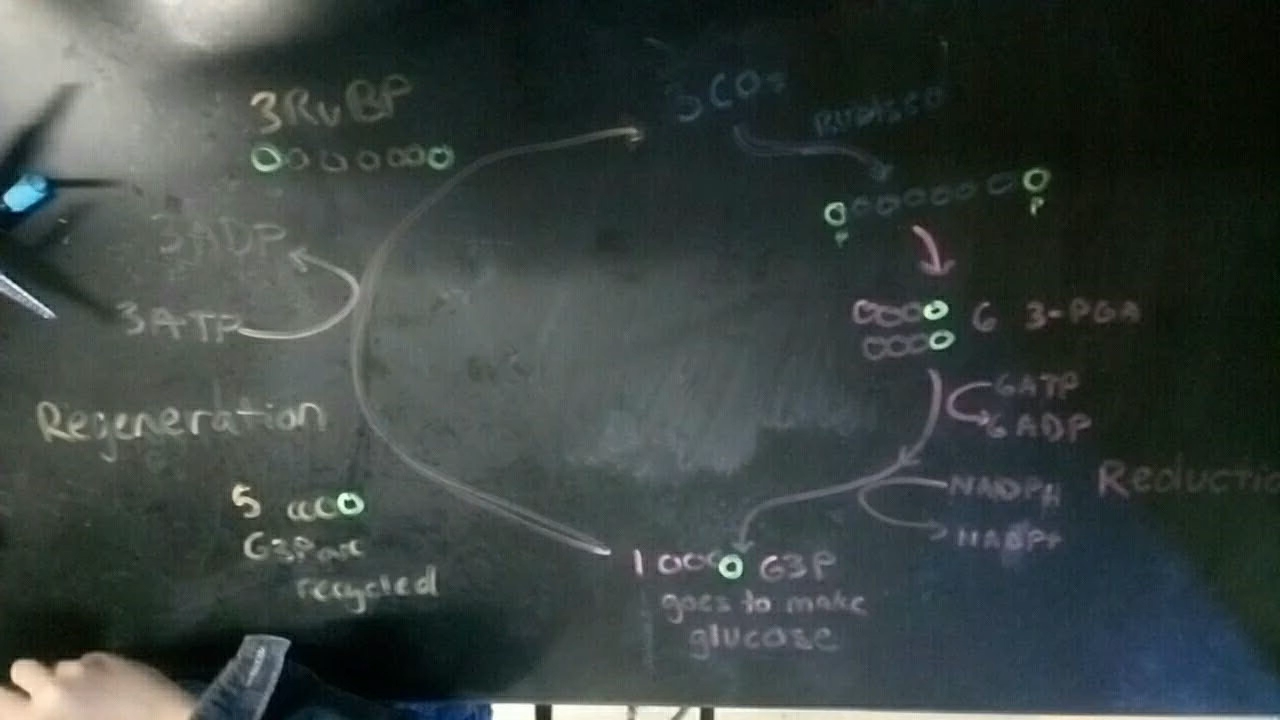 3RuBP
3CO₂
Rubisco
P
P
3ADP
3ATP
6 3-PGA
6ATP
6ADP
Regeneration
NADPH
Reductio
NADP+
5
G3P are
recycled
1 G3P
goes to make
glucose